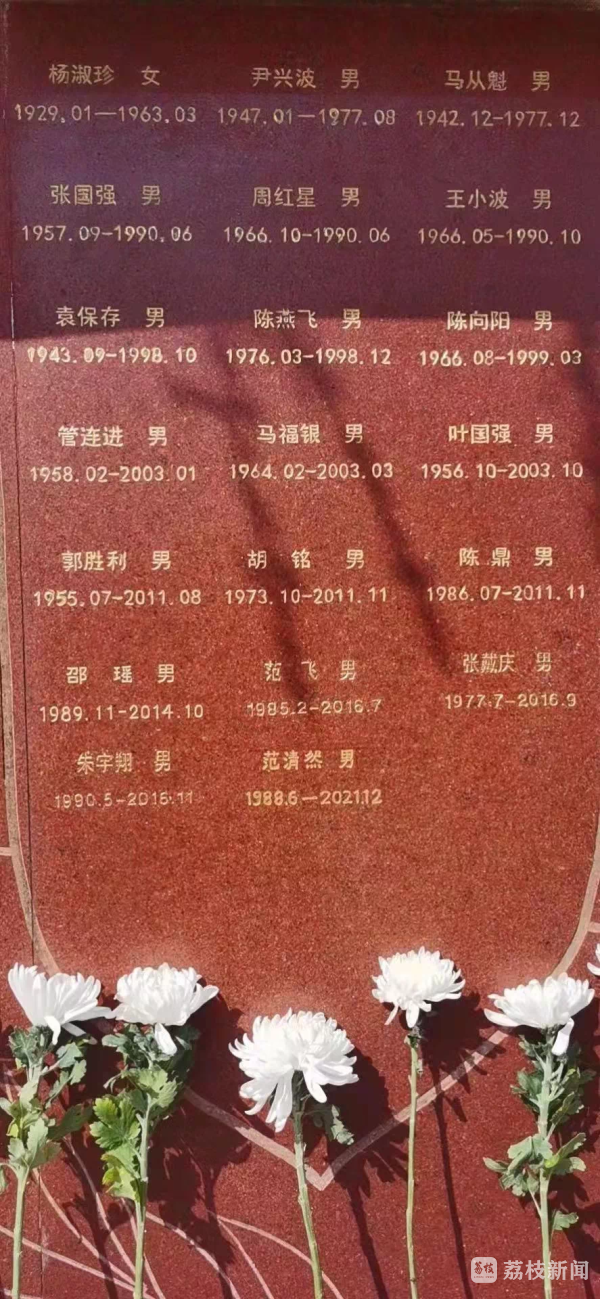 杨淑珍 女 尹兴波 男 马从魁 男
1929.01—1963.03 1947.01—1977.08 1942.12-1977.12
张国强 男 周红星 男 王小波 男
1957.09-1990.06 1966.10-1990.06 1966.05-1990.10
袁保存 男 陈燕飞 男 陈向阳 男
1943.09-1998.10 1976.03-1998.12 1966.08-1999.03
管连进 男 马福银 男 叶国强 男
1958.02-2003.01 1964.02-2003.03 1956.10-2003.10
郭胜利 男 胡铭 男 陈鼎 男
1955.07-2011.08 1973.10-2011.11 1986.07-2011.11
邵瑶 男 范飞 男 张戴庆 男
1989.11-2014.10 1985.2-2016.7 1977.7-2016.9
朱宇翔 男 范清然 男
1990.5-2016.11 1988.6—2021.12
荔枝新闻